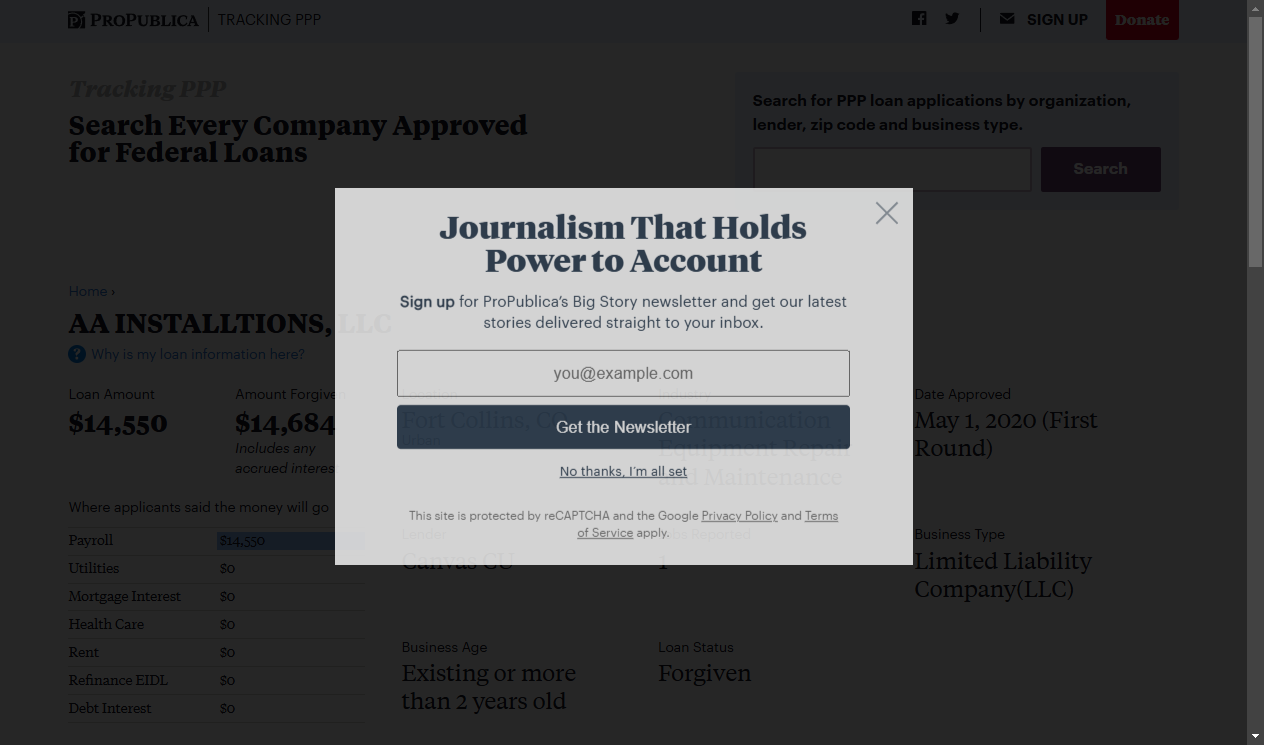 ProPublica
TRACKING PPP
SIGN UP
Donate
Tracking PPP
Search Every Company Approved
for Federal Loans
Search for PPP loan applications by organization,
lender, zip code and business type.
Search
Journalism That Holds
Power to Account
Sign up for ProPublica's Big Story newsletter and get our latest
stories delivered straight to your inbox.
you@example.com
Get the Newsletter
No thanks, I'm all set
This site is protected by reCAPTCHA and the Google Privacy Policy and Terms
of Service apply.
Home ›
AA INSTALLTIONS, LLC
? Why is my loan information here?
Loan Amount
$14,550
Amount Forgiven
$14,684
Includes any
accrued interest
Location
Fort Collins, CO
Urban
Industry
Communication
Equipment Repair
and Maintenance
Date Approved
May 1, 2020 (First
Round)
Where applicants said the money will go
Payroll $14,550
Utilities $0
Mortgage Interest $0
Health Care $0
Rent $0
Refinance EIDL $0
Debt Interest $0
Lender
Canvas CU
Reported
1
Business Type
Limited Liability
Company(LLC)
Business Age
Existing or more
than 2 years old
Loan Status
Forgiven